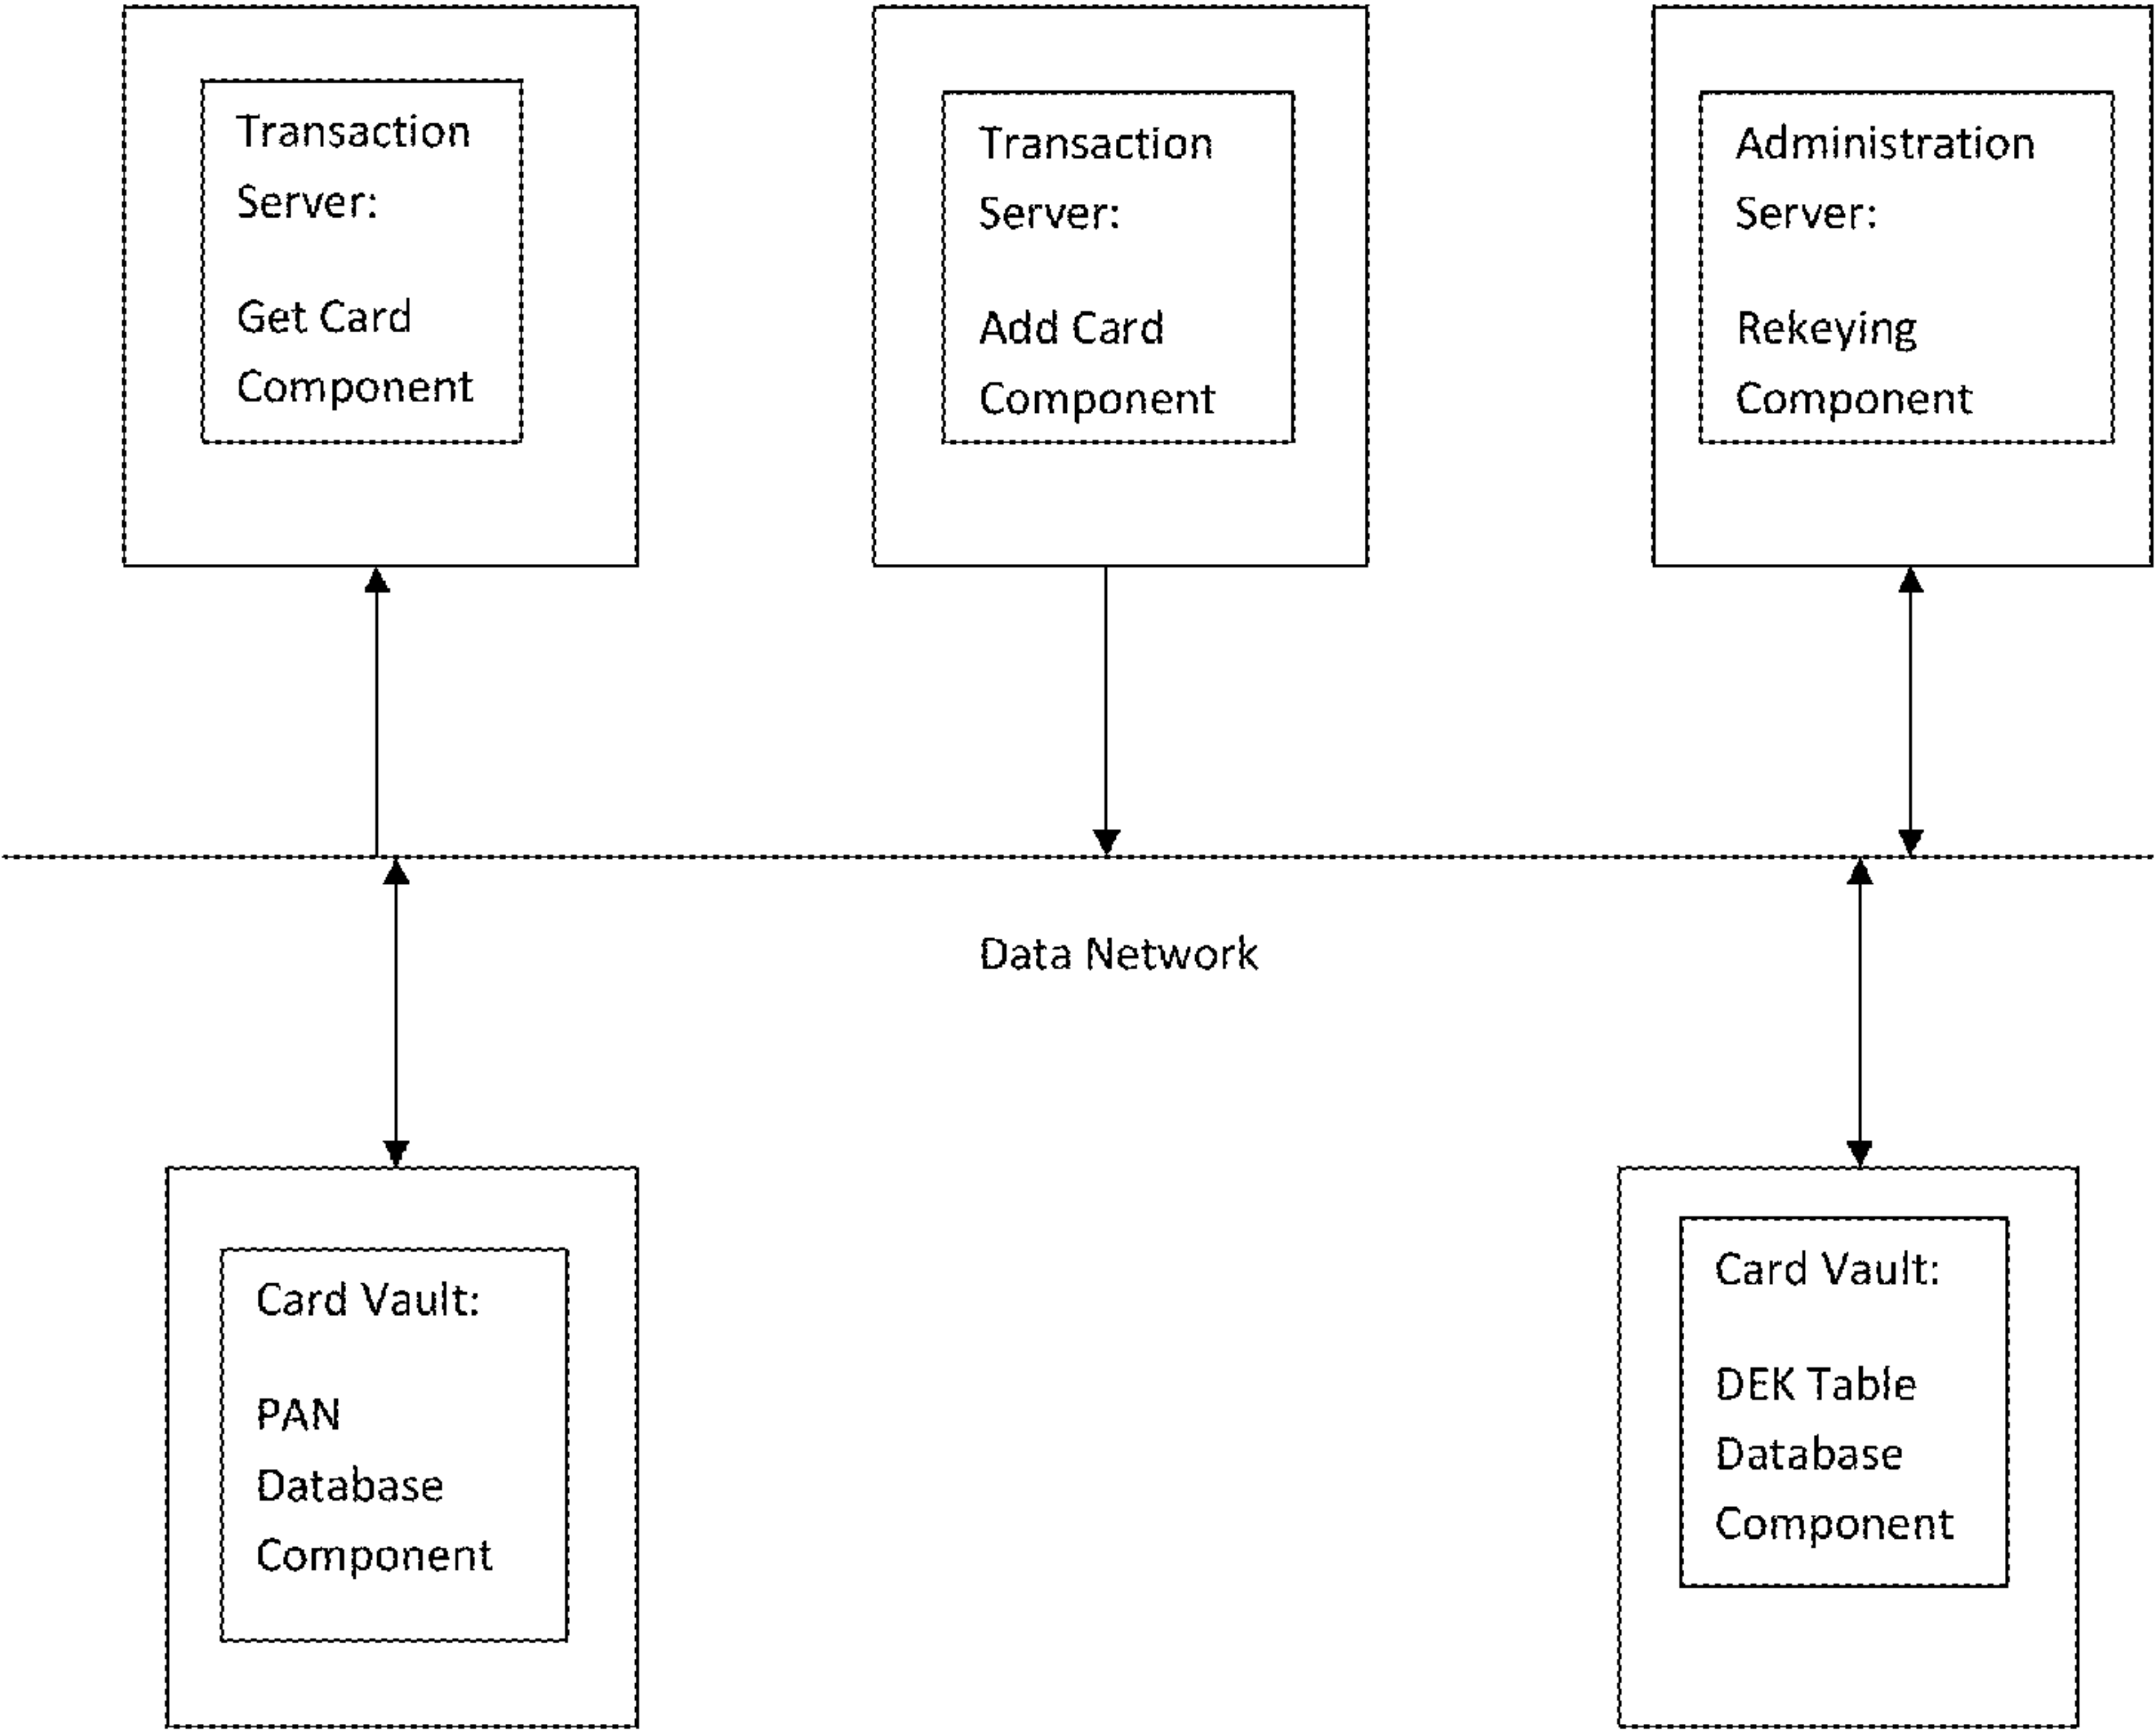 Transaction
Server:
Get Card
Component
Transaction
Server:
Add Card
Component
Administration
Server:
Rekeying
Component
Data Network
Card Vault:
PAN
Database
Component
Card Vault:
DEK Table
Database
Component